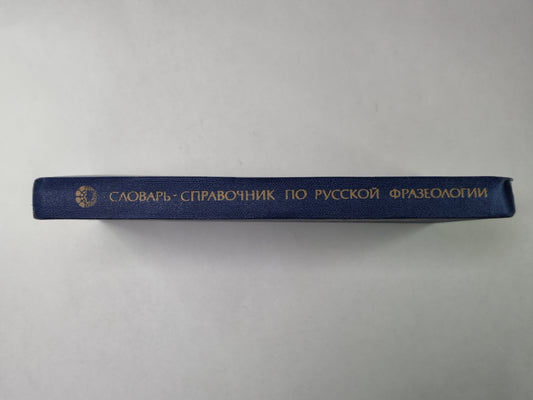 СЛОВАРЬ-СПРАВОЧНИК ПО РУССКОЙ ФРАЗЕОЛОГИИ